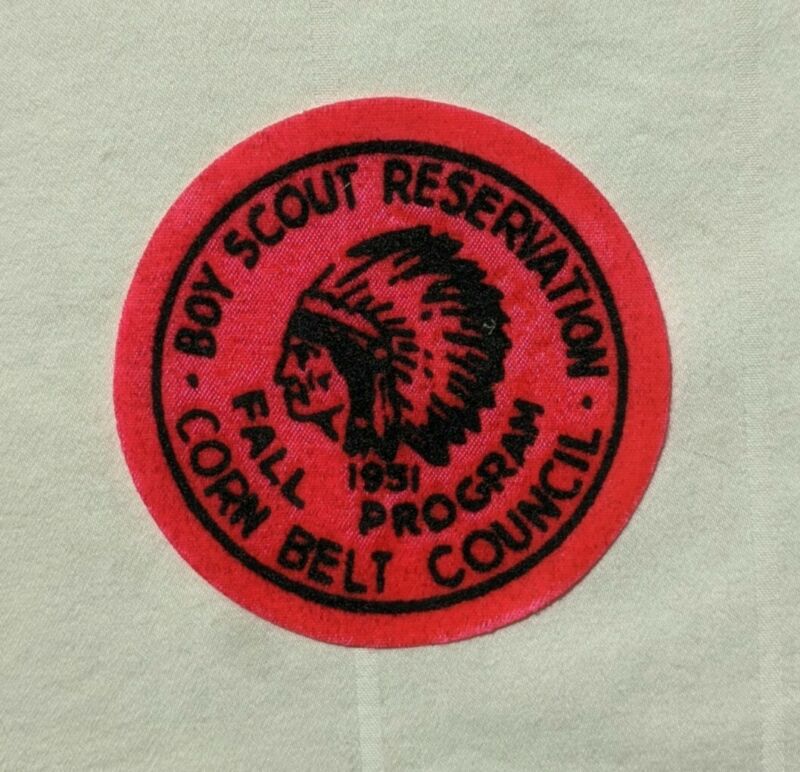 · BOY SCOUT RESERVATION ·
FALL
1951
PROGRAM
CORN BELT COUNCIL